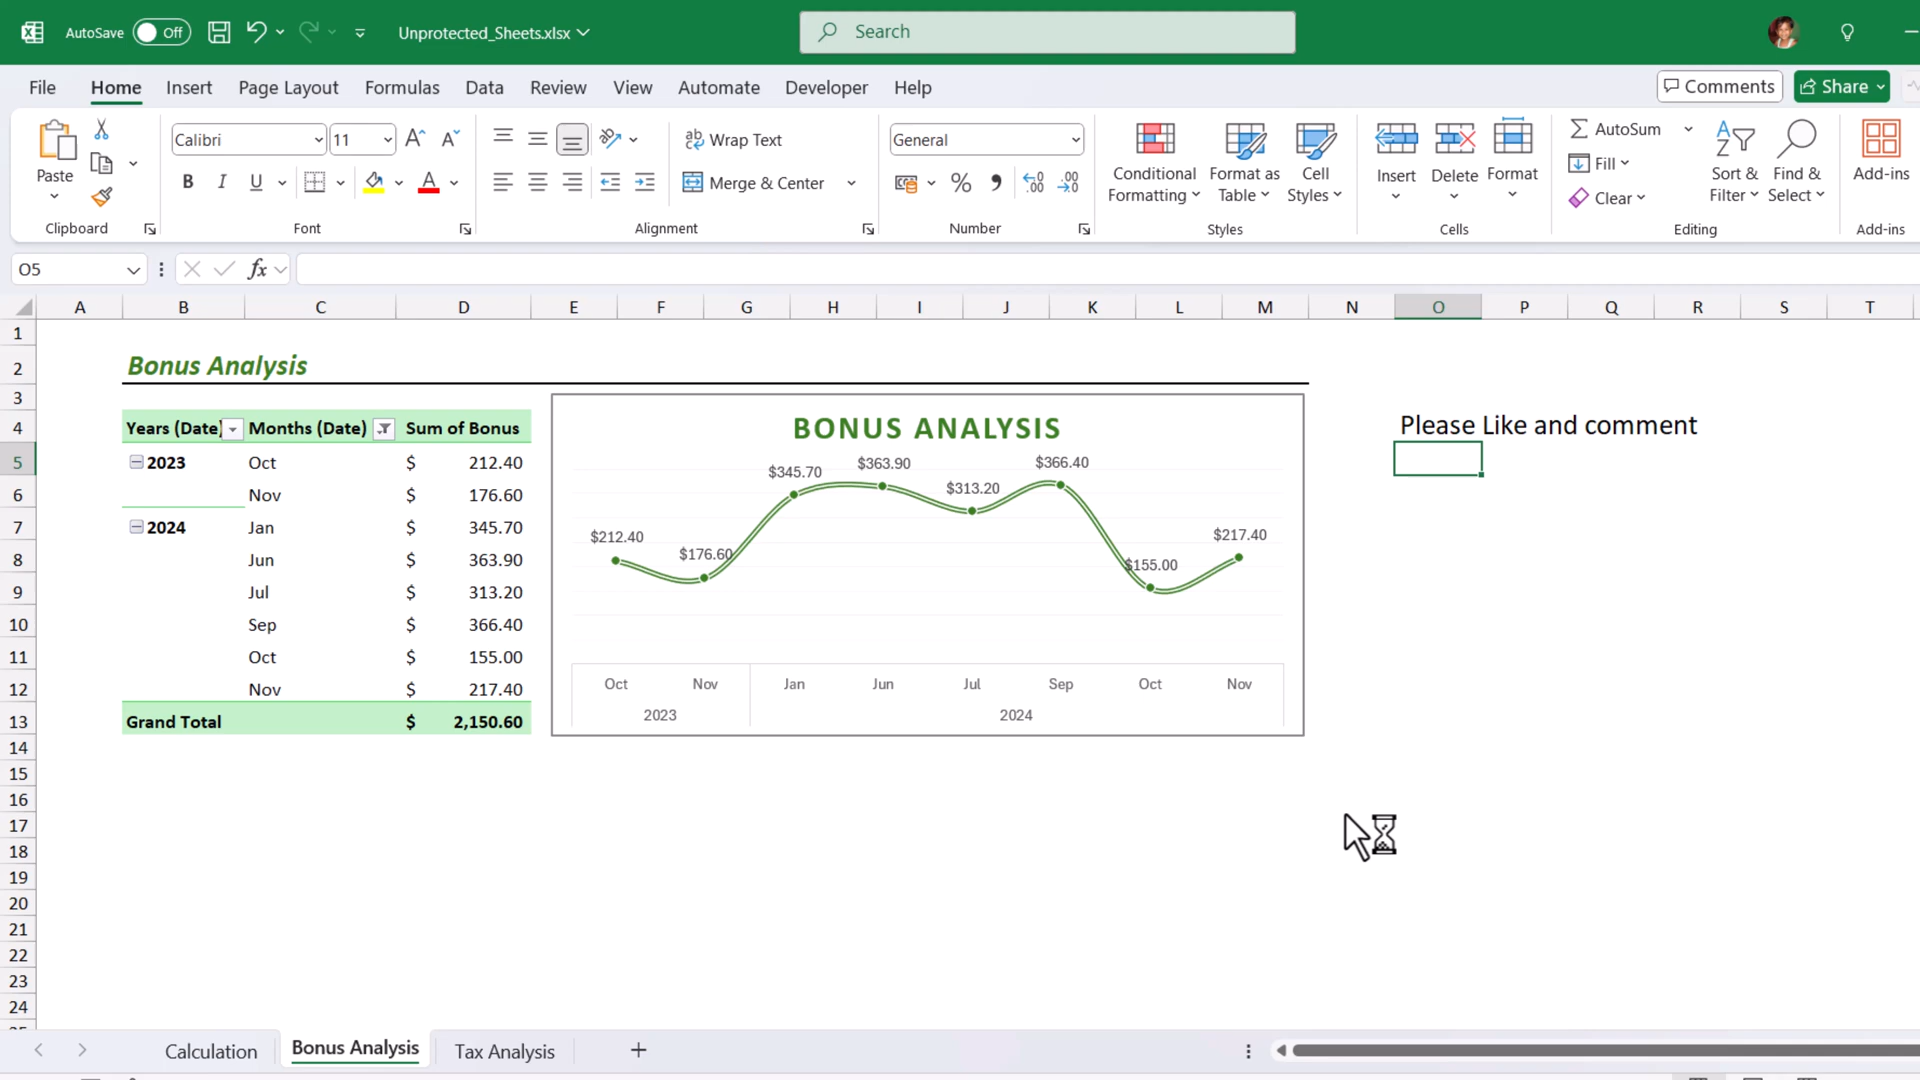 AutoSave Off Unprotected_Sheets.xlsx Search
File Home Insert Page Layout Formulas Data Review View Automate Developer Help Comments Share
Calibri 11 Wrap Text General AutoSum
Paste Conditional Formatting Format as Table Cell Styles Insert Delete Format Fill Sort & Filter Find & Select Add-ins
B I U A Merge & Center % Clear
Clipboard Font Alignment Number Styles Cells Editing Add-ins
O5 fx
A B C D E F G H I J K L M N O P Q R S T
1
2 Bonus Analysis
3
4 Years (Date) Months (Date) Sum of Bonus Please Like and comment
5 2023 Oct $ 212.40
6 Nov $ 176.60
7 2024 Jan $ 345.70
8 Jun $ 363.90
9 Jul $ 313.20
10 Sep $ 366.40
11 Oct $ 155.00
12 Nov $ 217.40
13 Grand Total $ 2,150.60
BONUS ANALYSIS
$212.40 $176.60 $345.70 $363.90 $313.20 $366.40 $155.00 $217.40
Oct Nov Jan Jun Jul Sep Oct Nov
2023 2024
14
15
16
17
18
19
20
21
22
23
24
Calculation Bonus Analysis Tax Analysis